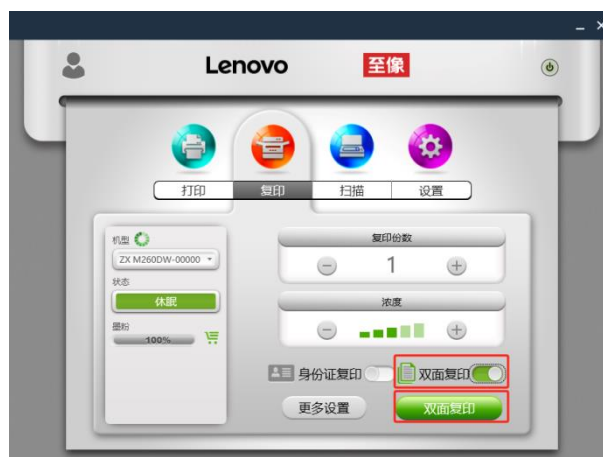 Lenovo 至像
打印 复印 扫描 设置
机型
ZX M260DW-00000
状态
休眠
墨粉
100%
复印份数
1
浓度
身份证复印 双面复印
更多设置 双面复印